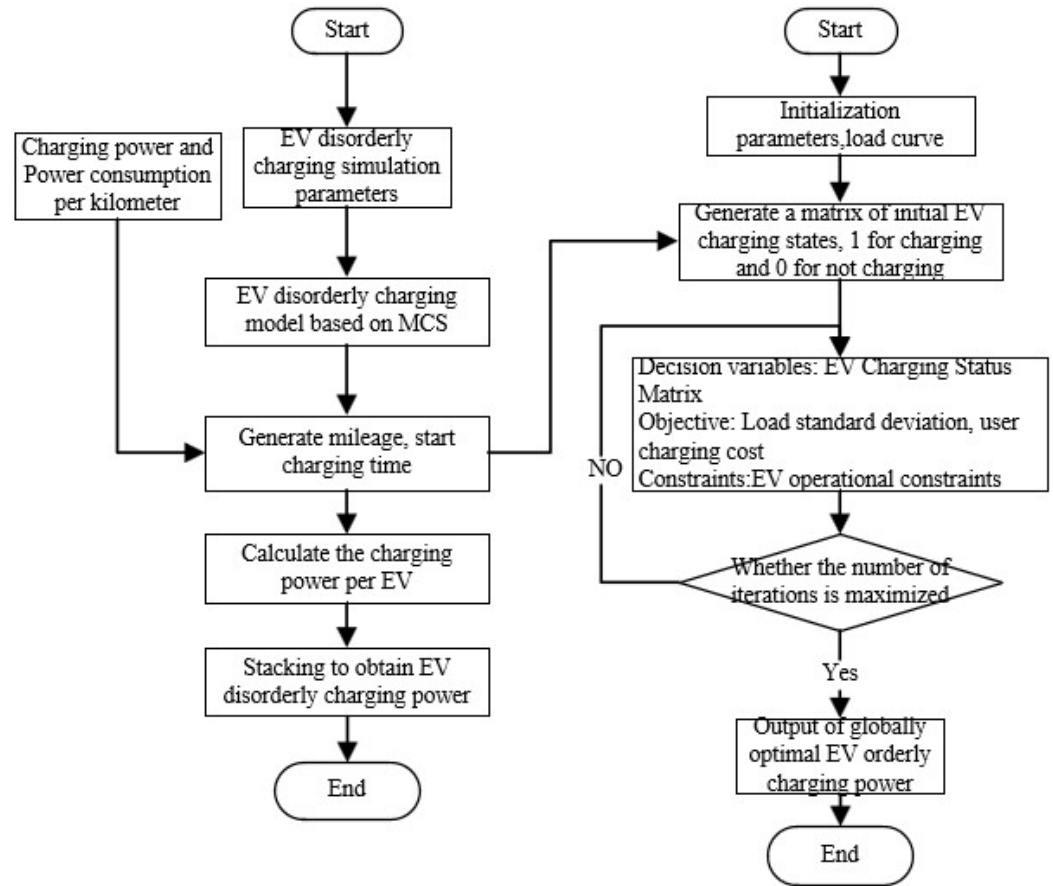 Start
Charging power and
Power consumption
per kilometer
EV disorderly
charging simulation
parameters
EV disorderly charging
model based on MCS
Generate mileage, start
charging time
Calculate the charging
power per EV
Stacking to obtain EV
disorderly charging power
End
Start
Initialization
parameters,load curve
Generate a matrix of initial EV
charging states, 1 for charging
and 0 for not charging
Decision variables: EV Charging Status
Matrix
Objective: Load standard deviation, user
charging cost
Constraints:EV operational constraints
NO
Whether the number of
iterations is maximized
Yes
Output of globally
optimal EV orderly
charging power
End